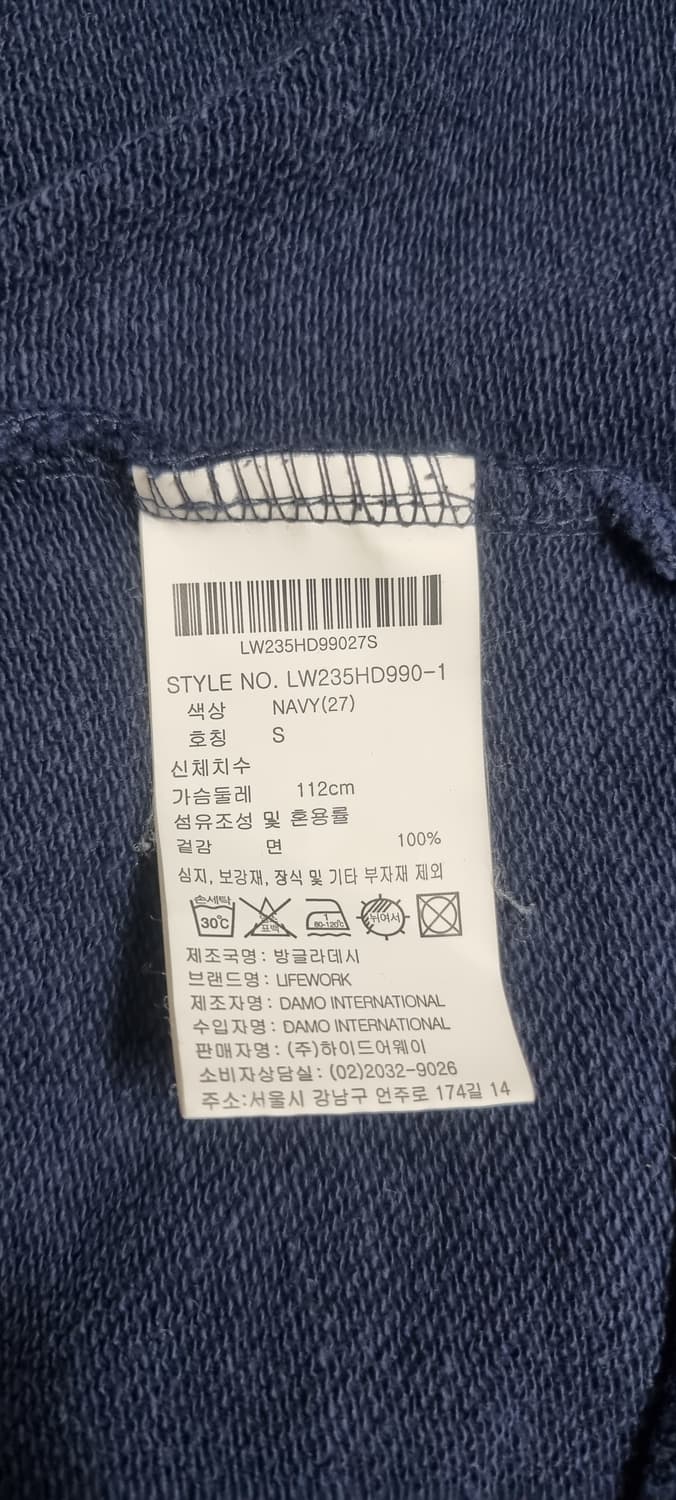 LW235HD99027S
STYLE NO. LW235HD990-1
색상 NAVY(27)
호칭 S
신체치수
가슴둘레 112cm
섬유조성 및 혼용률
겉감 면 100%
심지, 보강재, 장식 및 기타 부자재 제외
손세탁 30℃ 표백 1 80-120℃ 뉘어서
제조국명: 방글라데시
브랜드명: LIFEWORK
제조자명: DAMO INTERNATIONAL
수입자명: DAMO INTERNATIONAL
판매자명: (주)하이드어웨이
소비자상담실: (02)2032-9026
주소:서울시 강남구 언주로 174길 14